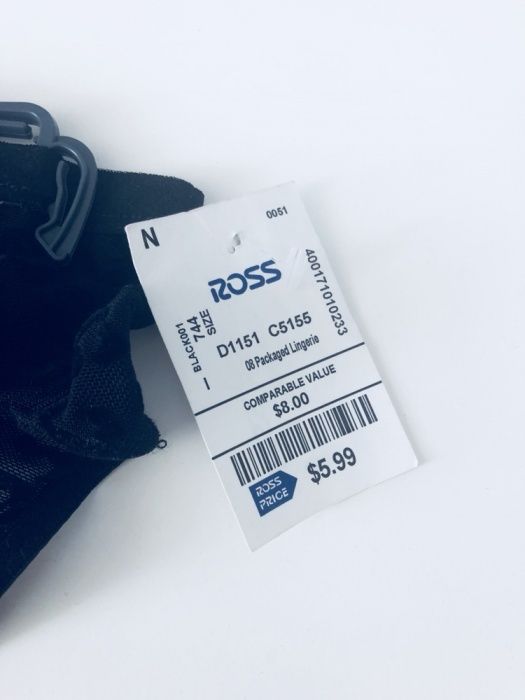 N
0051
ROSS
400171010233
BLACK001
744
SIZE
D1151 C5155
08 Packaged Lingerie
COMPARABLE VALUE
$8.00
ROSS
PRICE
$5.99